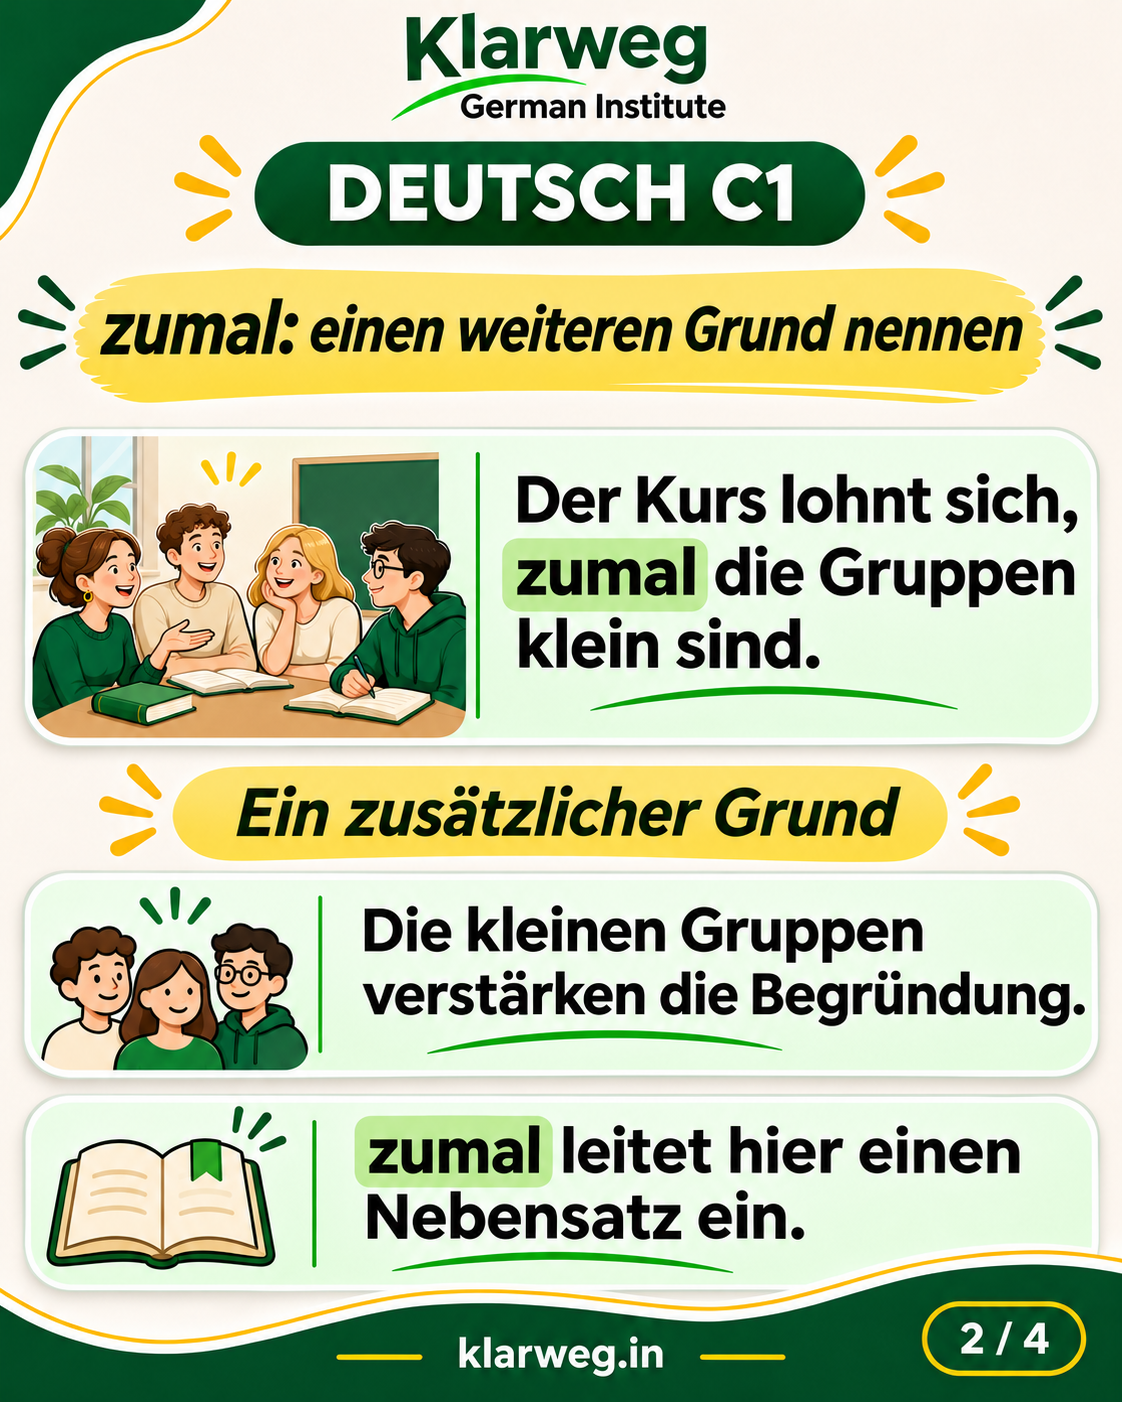 Klarweg
German Institute
DEUTSCH C1
zumal: einen weiteren Grund nennen
Der Kurs lohnt sich,
zumal die Gruppen
klein sind.
Ein zusätzlicher Grund
Die kleinen Gruppen
verstärken die Begründung.
zumal leitet hier einen
Nebensatz ein.
klarweg.in
2 / 4